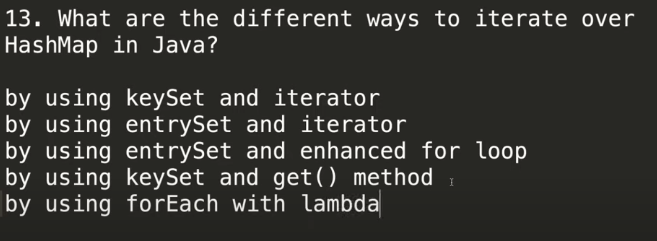 13. What are the different ways to iterate over
HashMap in Java?
by using keySet and iterator
by using entrySet and iterator
by using entrySet and enhanced for loop
by using keySet and get() method
by using forEach with lambda